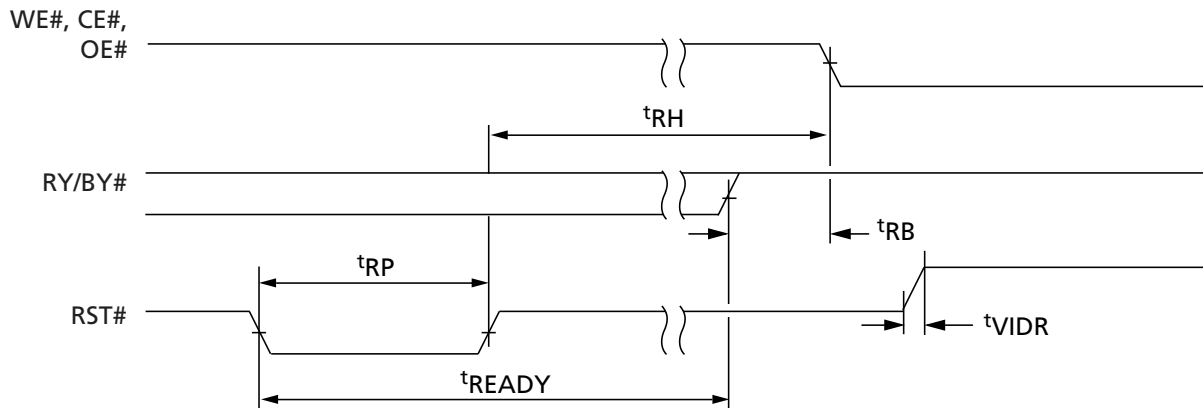 WE#, CE#,
OE#
tRH
RY/BY#
tRB
tRP
RST#
tVIDR
tREADY